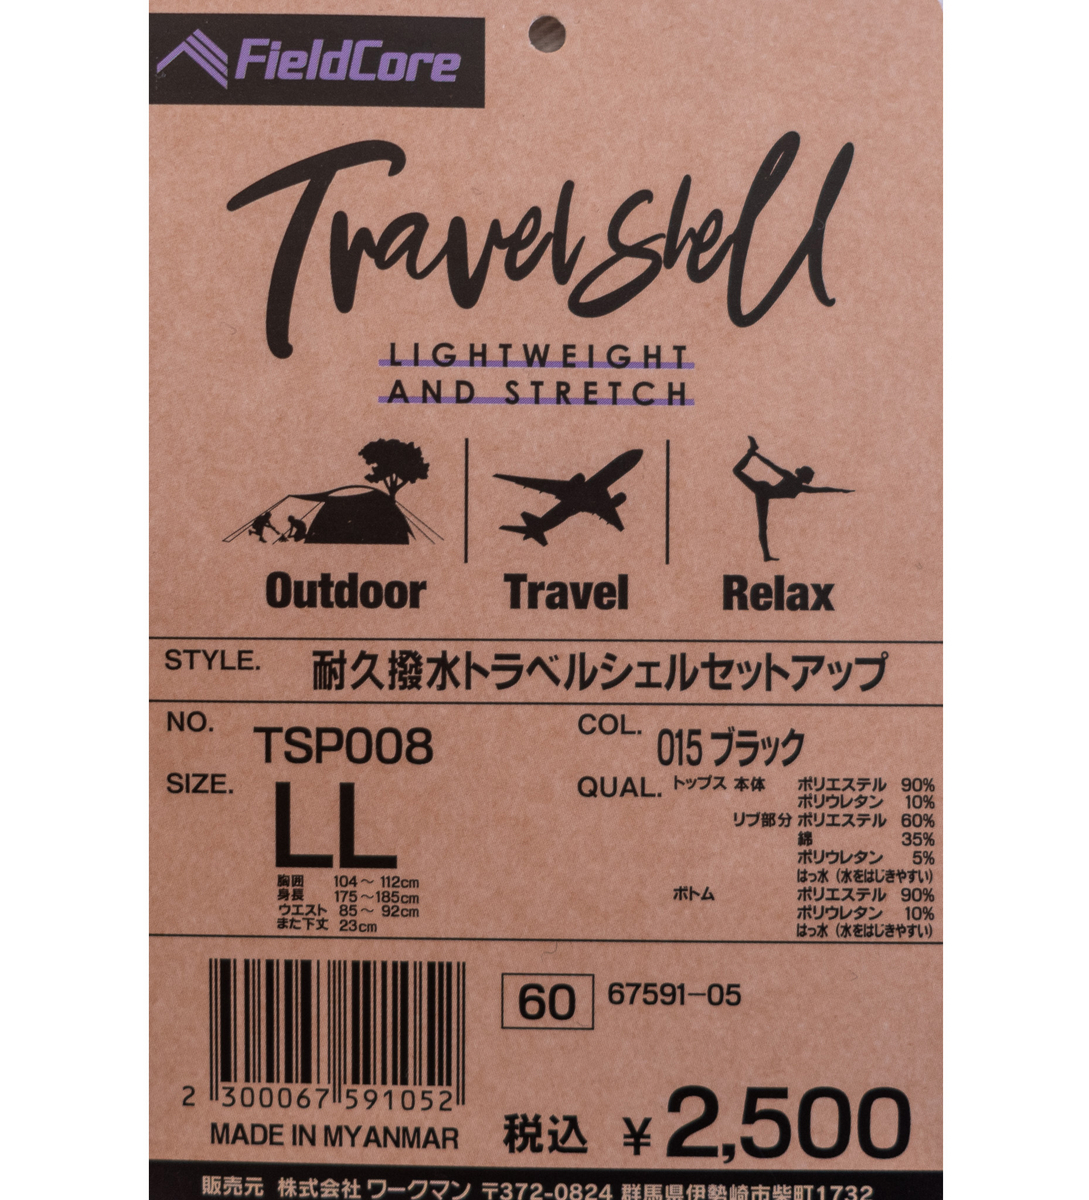 FieldCore
Travel Shell
LIGHTWEIGHT
AND STRETCH
Outdoor Travel Relax
STYLE. 耐久撥水トラベルシェルセットアップ
NO. TSP008
COL. 015 ブラック
SIZE. LL
胸囲 104～112cm
身長 175～185cm
ウエスト 85～92cm
また下丈 23cm
QUAL. トップス 本体 ポリエステル 90%
ポリウレタン 10%
リブ部分 ポリエステル 60%
綿 35%
ポリウレタン 5%
はっ水（水をはじきやすい）
ボトム ポリエステル 90%
ポリウレタン 10%
はっ水（水をはじきやすい）
60 67591-05
2 300067 591052
MADE IN MYANMAR
税込 ¥2,500
販売元 株式会社 ワークマン 〒372-0824 群馬県伊勢崎市柴町1732